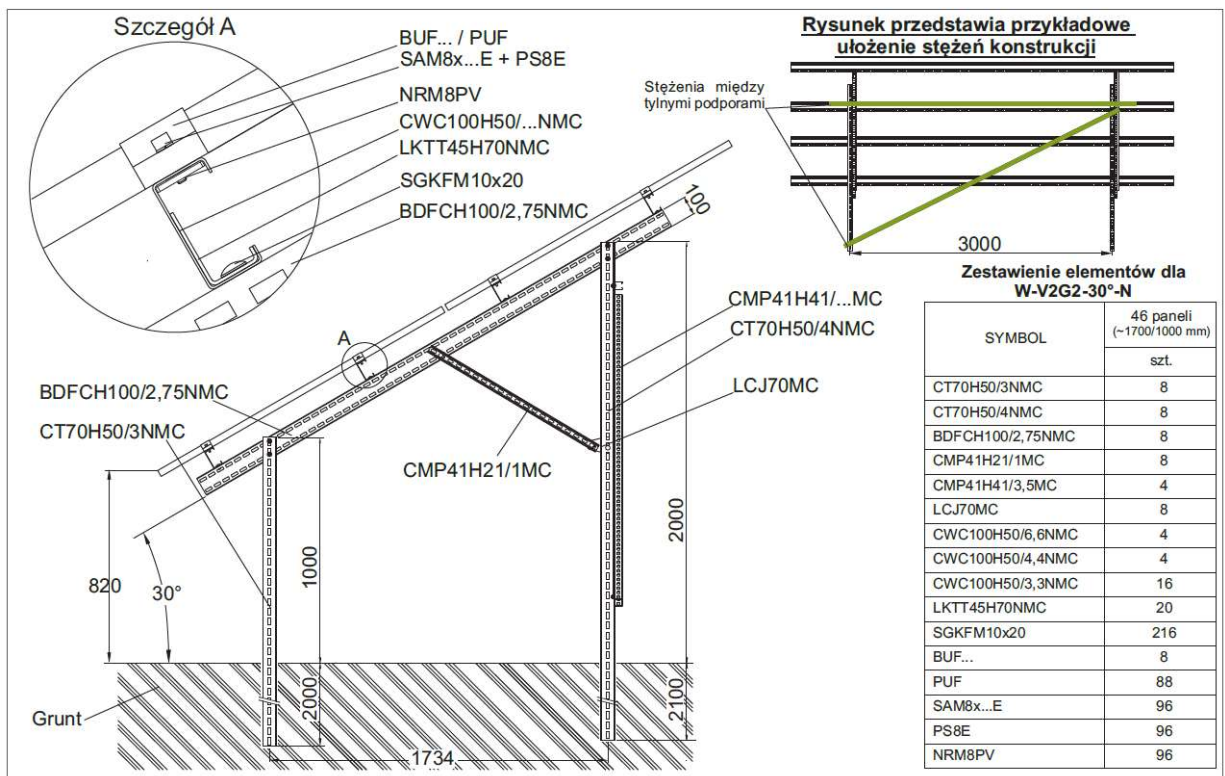 Szczegół A
BUF... / PUF
SAM8x...E + PS8E
NRM8PV
CWC100H50/...NMC
LKTT45H70NMC
SGKFM10x20
BDFCH100/2,75NMC
100
A
BDFCH100/2,75NMC
CT70H50/3NMC
CMP41H21/1MC
CMP41H41/...MC
CT70H50/4NMC
LCJ70MC
820
30°
1000
2000
2000
2100
Grunt
1734
Rysunek przedstawia przykładowe
ułożenie stężeń konstrukcji
Stężenia między
tylnymi podporami
3000
Zestawienie elementów dla
W-V2G2-30°-N
SYMBOL 46 paneli
(~1700/1000 mm)
szt.
CT70H50/3NMC 8
CT70H50/4NMC 8
BDFCH100/2,75NMC 8
CMP41H21/1MC 8
CMP41H41/3,5MC 4
LCJ70MC 8
CWC100H50/6,6NMC 4
CWC100H50/4,4NMC 4
CWC100H50/3,3NMC 16
LKTT45H70NMC 20
SGKFM10x20 216
BUF... 8
PUF 88
SAM8x...E 96
PS8E 96
NRM8PV 96